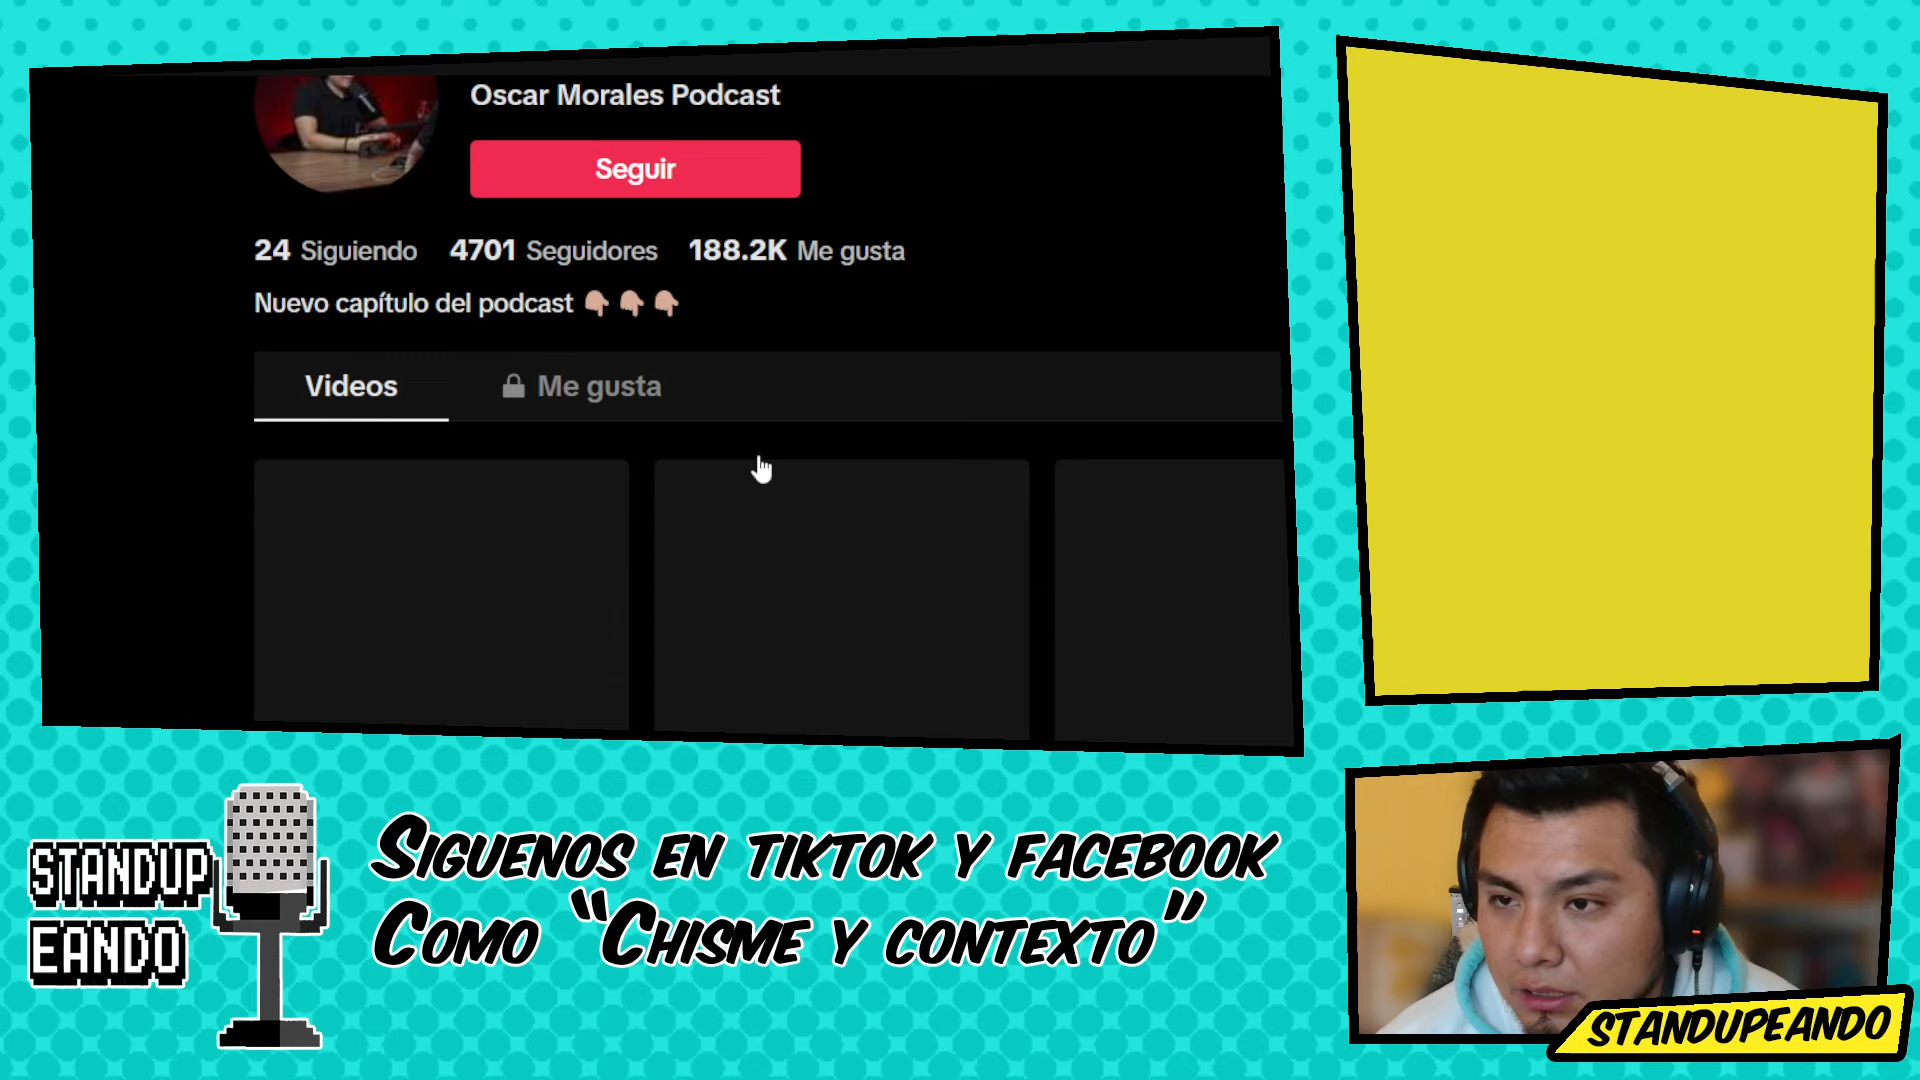 Oscar Morales Podcast
Seguir
24 Siguiendo 4701 Seguidores 188.2K Me gusta
Nuevo capítulo del podcast 👇🏼👇🏼👇🏼
Videos Me gusta
STANDUP
EANDO
SIGUENOS EN TIKTOK Y FACEBOOK
COMO "CHISME Y CONTEXTO"
STANDUPEANDO